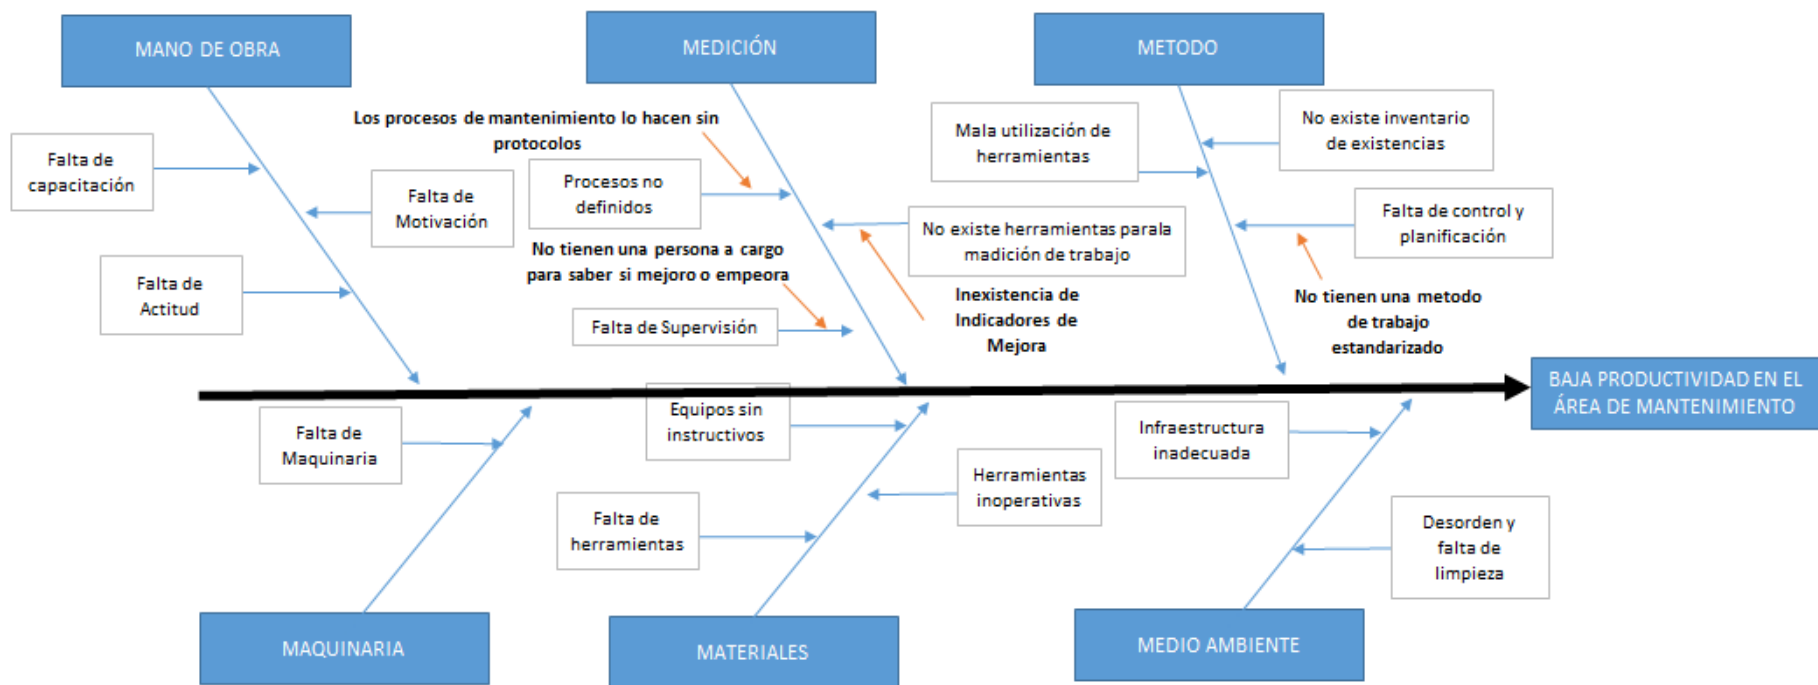 MANO DE OBRA
MEDICIÓN
METODO
Los procesos de mantenimiento lo hacen sin
protocolos
Falta de
capacitación
Falta de
Motivación
Falta de
Actitud
Procesos no
definidos
No tienen una persona a cargo
para saber si mejoro o empeora
Falta de Supervisión
No existe herramientas parala
madición de trabajo
Inexistencia de
Indicadores de
Mejora
Mala utilización de
herramientas
No existe inventario
de existencias
Falta de control y
planificación
No tienen una metodo
de trabajo
estandarizado
BAJA PRODUCTIVIDAD EN EL
ÁREA DE MANTENIMIENTO
Falta de
Maquinaria
Equipos sin
instructivos
Falta de
herramientas
Herramientas
inoperativas
Infraestructura
inadecuada
Desorden y
falta de
limpieza
MAQUINARIA
MATERIALES
MEDIO AMBIENTE